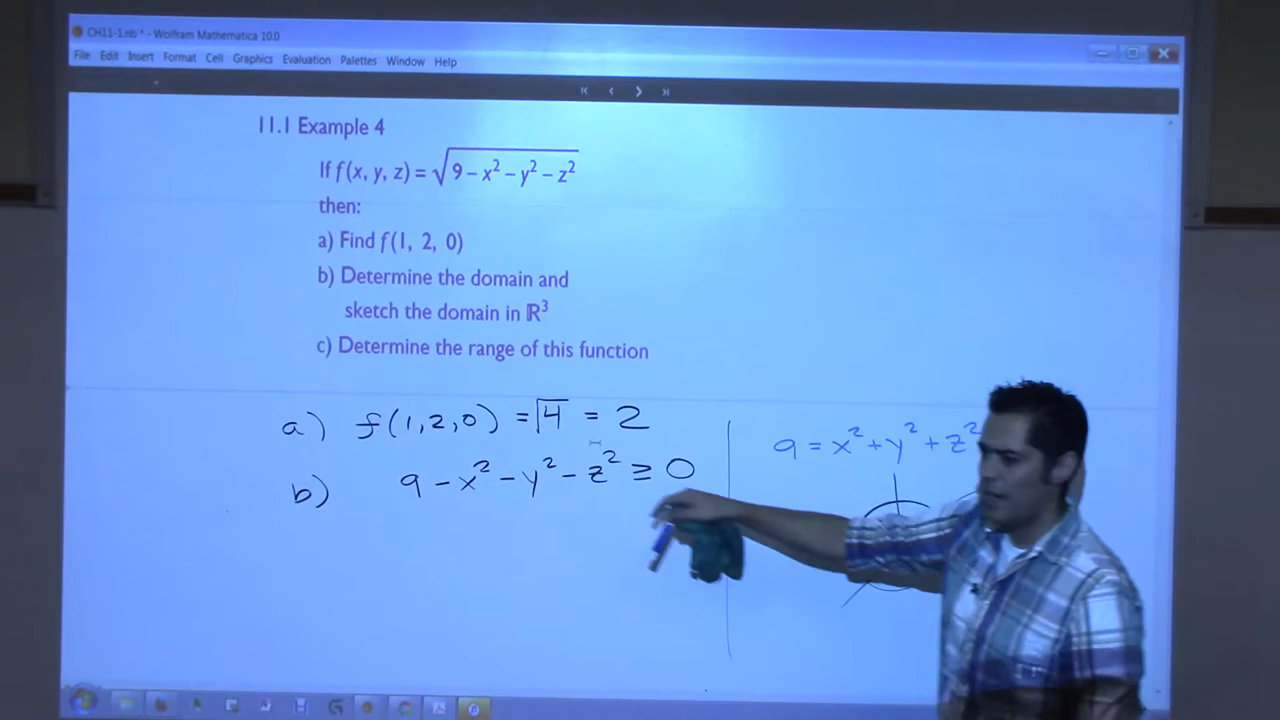 CH11-1.nb * - Wolfram Mathematica 10.0
File Edit Insert Format Cell Graphics Evaluation Palettes Window Help
11.1 Example 4
If f(x, y, z) = √(9 – x² – y² – z²)
then:
a) Find f(1, 2, 0)
b) Determine the domain and
sketch the domain in ℝ³
c) Determine the range of this function
a) f(1,2,0) = √4 = 2
9 = x² + y² + z²
b) 9 - x² - y² - z² ≥ 0